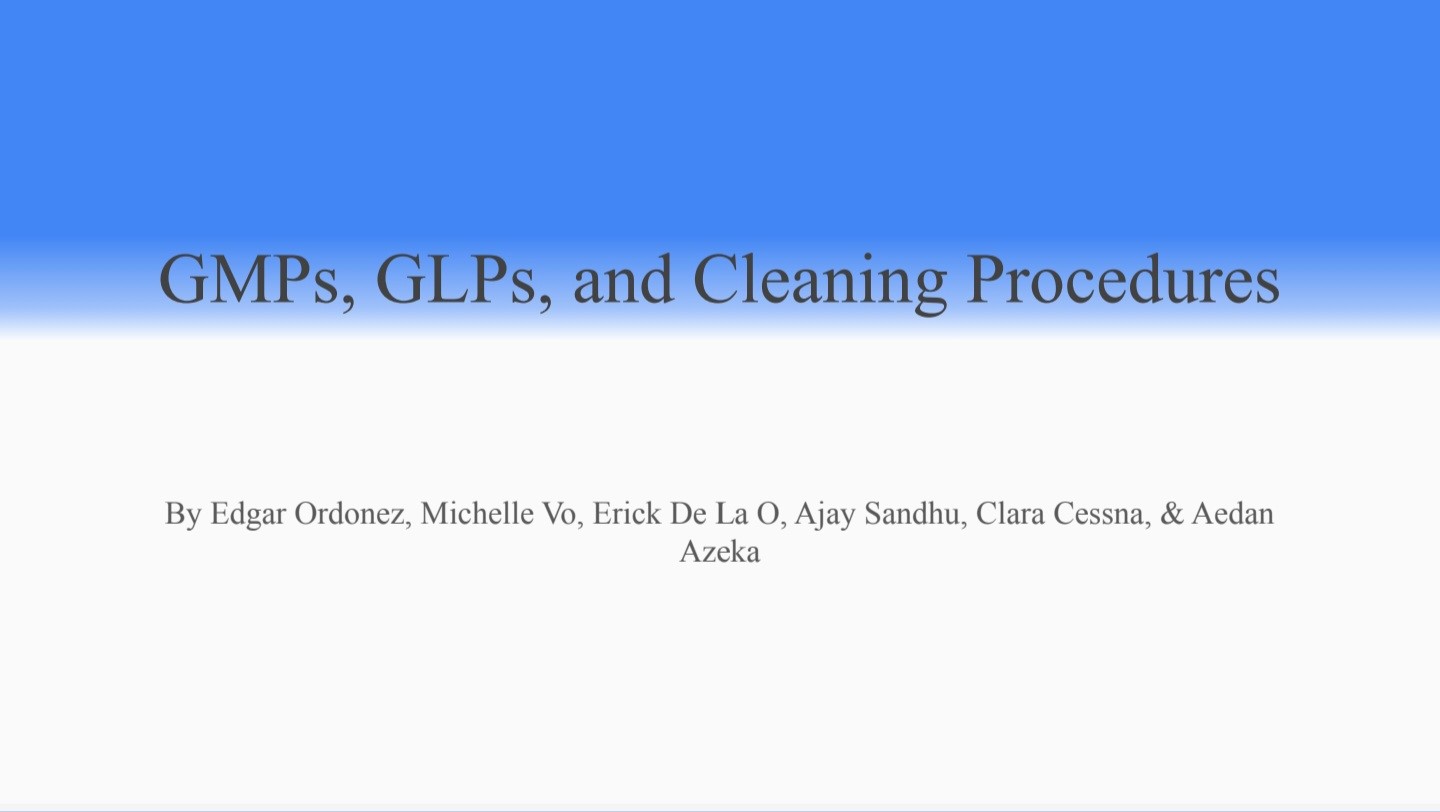 GMPs, GLPs, and Cleaning Procedures
By Edgar Ordonez, Michelle Vo, Erick De La O, Ajay Sandhu, Clara Cessna, & Aedan
Azeka